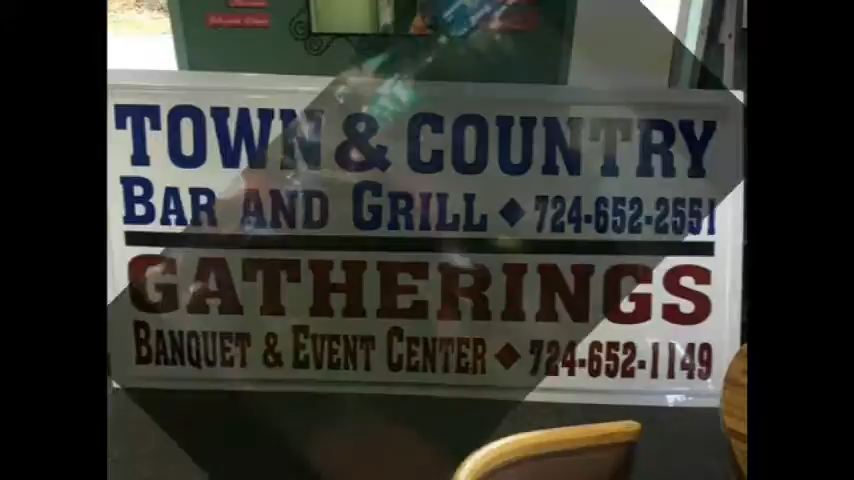 TOWN & COUNTRY
BAR AND GRILL ◆ 724-652-2551
GATHERINGS
BANQUET & EVENT CENTER ◆ 724-652-1149